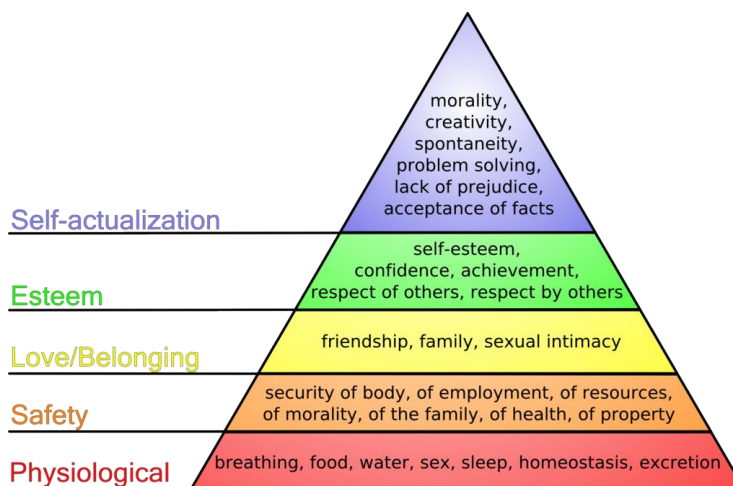 morality,
creativity,
spontaneity,
problem solving,
lack of prejudice,
acceptance of facts
Self-actualization
self-esteem,
confidence, achievement,
respect of others, respect by others
Esteem
friendship, family, sexual intimacy
Love/Belonging
security of body, of employment, of resources,
of morality, of the family, of health, of property
Safety
breathing, food, water, sex, sleep, homeostasis, excretion
Physiological